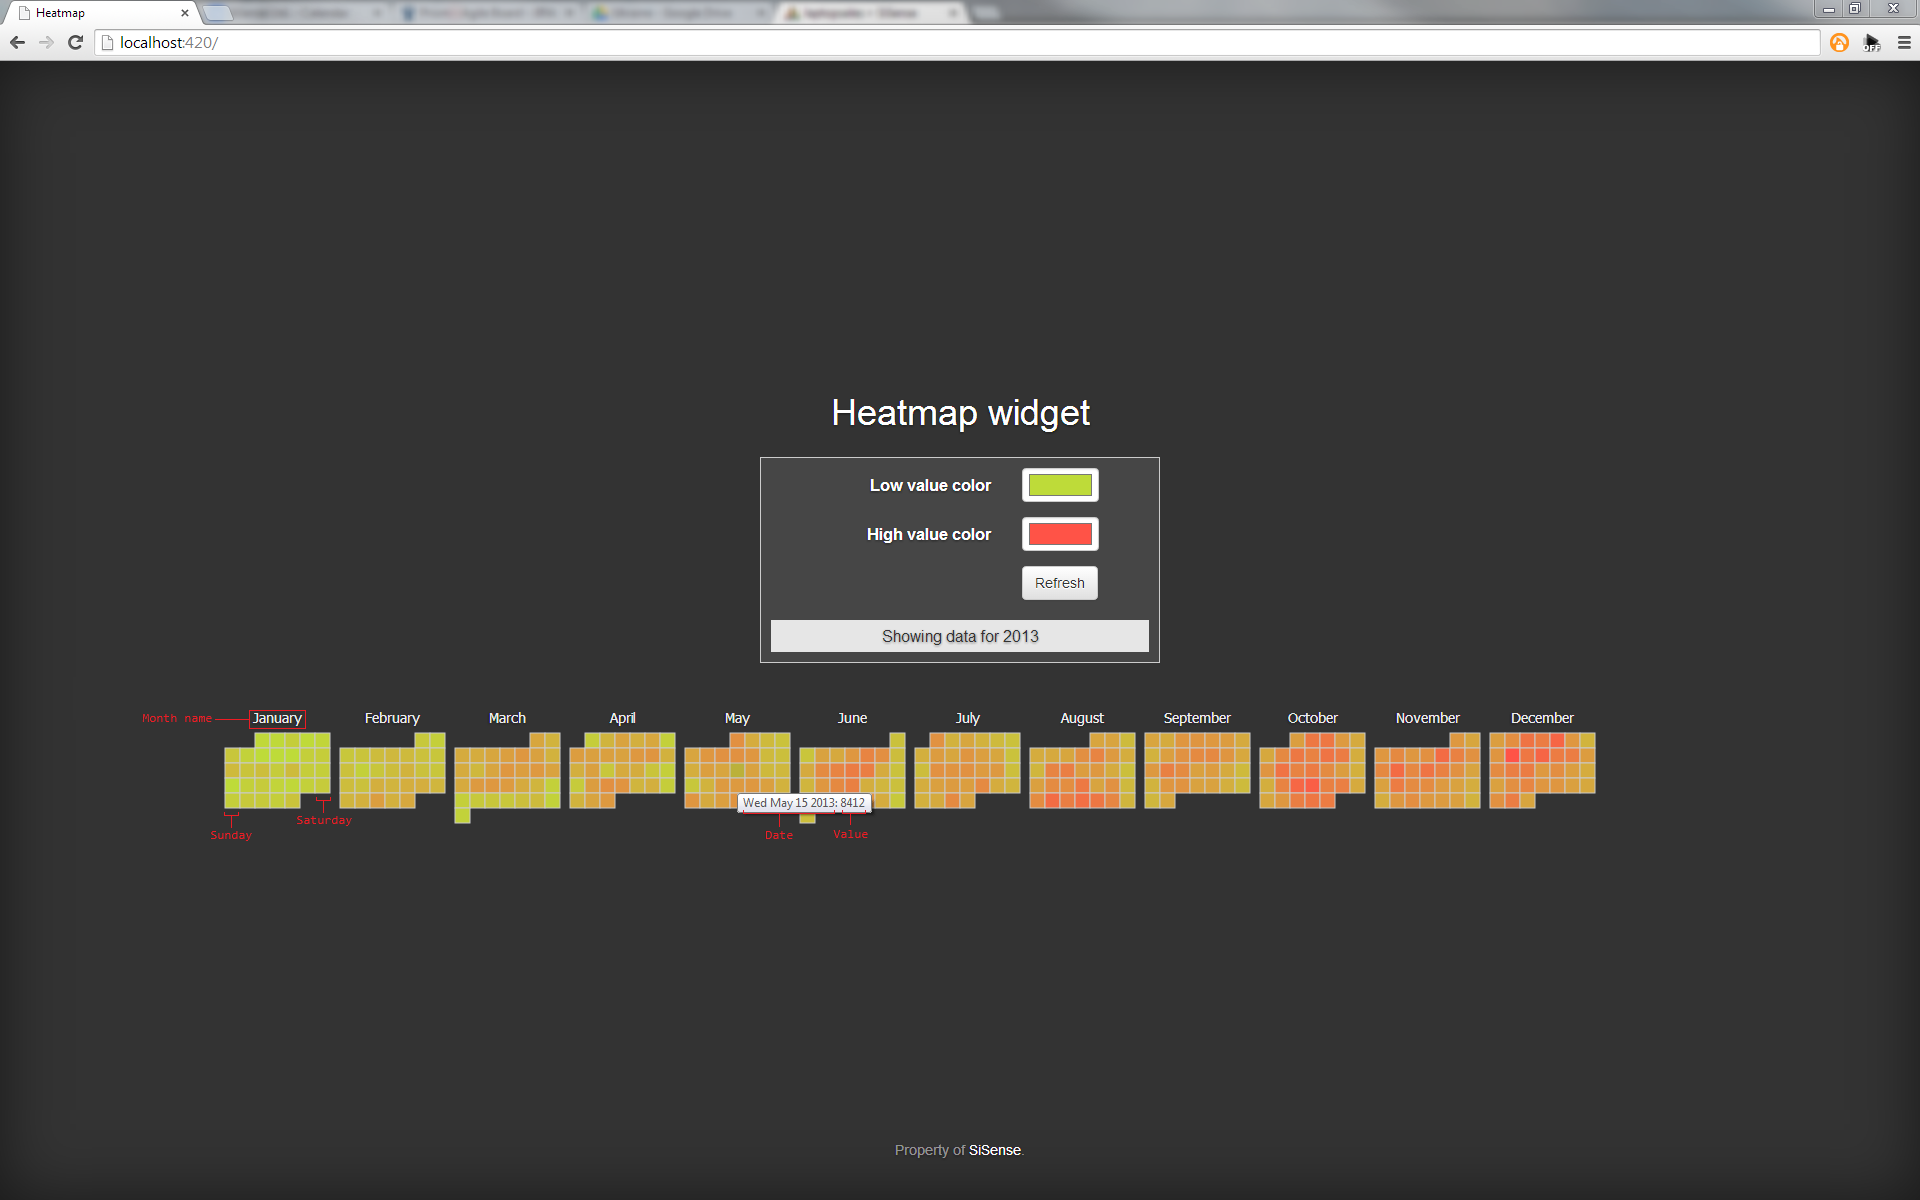 Heatmap
localhost:420/
OFF
Heatmap widget
Low value color
High value color
Refresh
Showing data for 2013
Month name
January February March April May June July August September October November December
Wed May 15 2013: 8412
Sunday
Saturday
Date
Value
Property of SiSense.